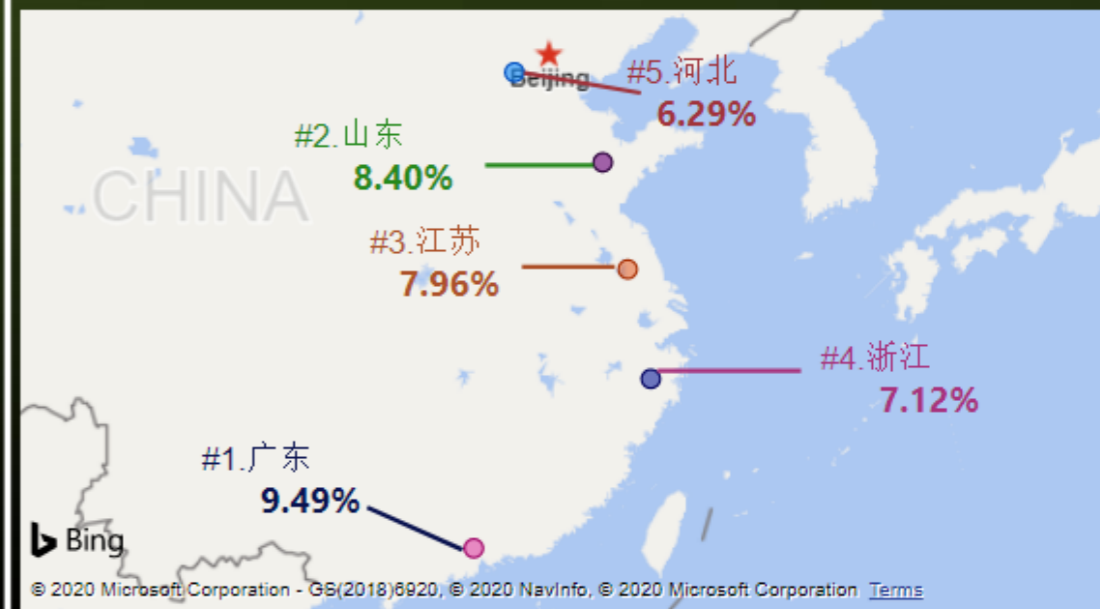 Beijing
#5.河北
6.29%
#2.山东
8.40%
CHINA
#3.江苏
7.96%
#4.浙江
7.12%
#1.广东
9.49%
Bing
© 2020 Microsoft Corporation - GS(2018)6920, © 2020 NavInfo, © 2020 Microsoft Corporation Terms